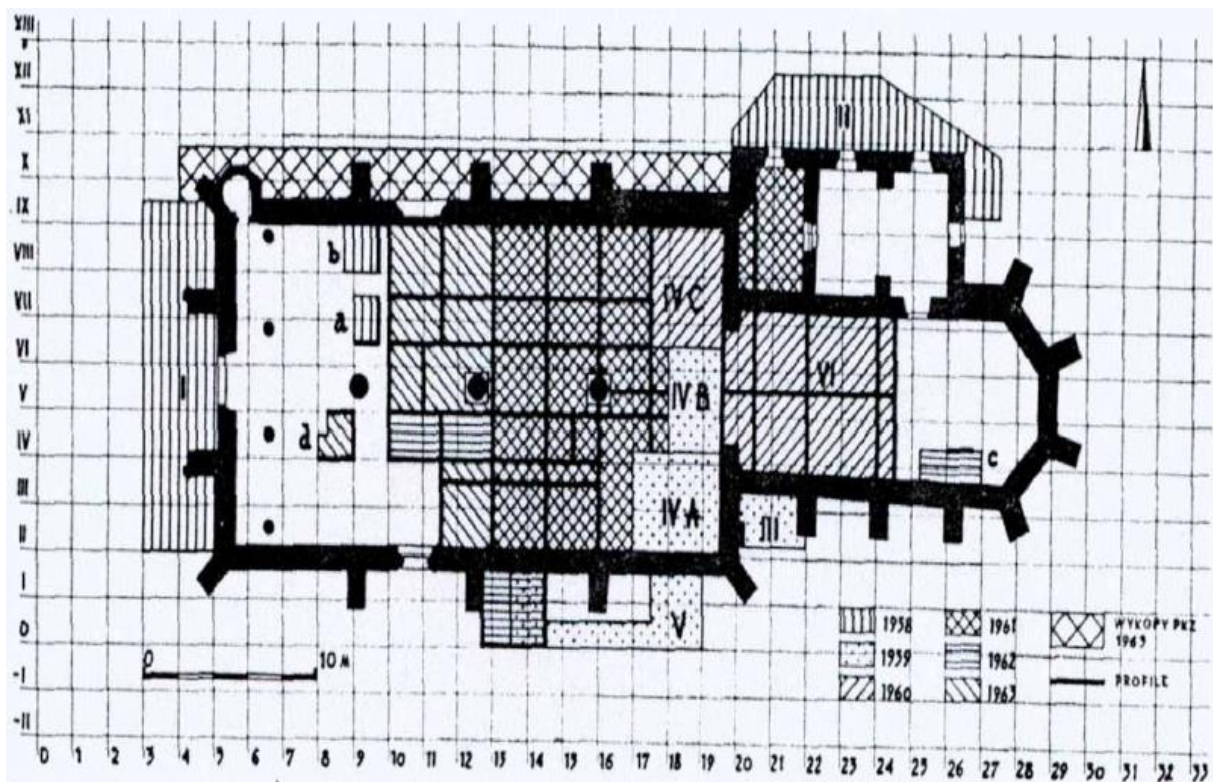 XIII
XII
XI
X
IX
VIII
VII
VI
V
IV
III
II
I
0
-I
-II
II
b
IV C
a
VI
I
IV B
d
c
IV A
III
V
0 10 M
1958
1959
1960
1961
1962
1963
WYKOPY PKZ
1963
PROFILE
0 1 2 3 4 5 6 7 8 9 10 11 12 13 14 15 16 17 18 19 20 21 22 23 24 25 26 27 28 29 30 31 32 33